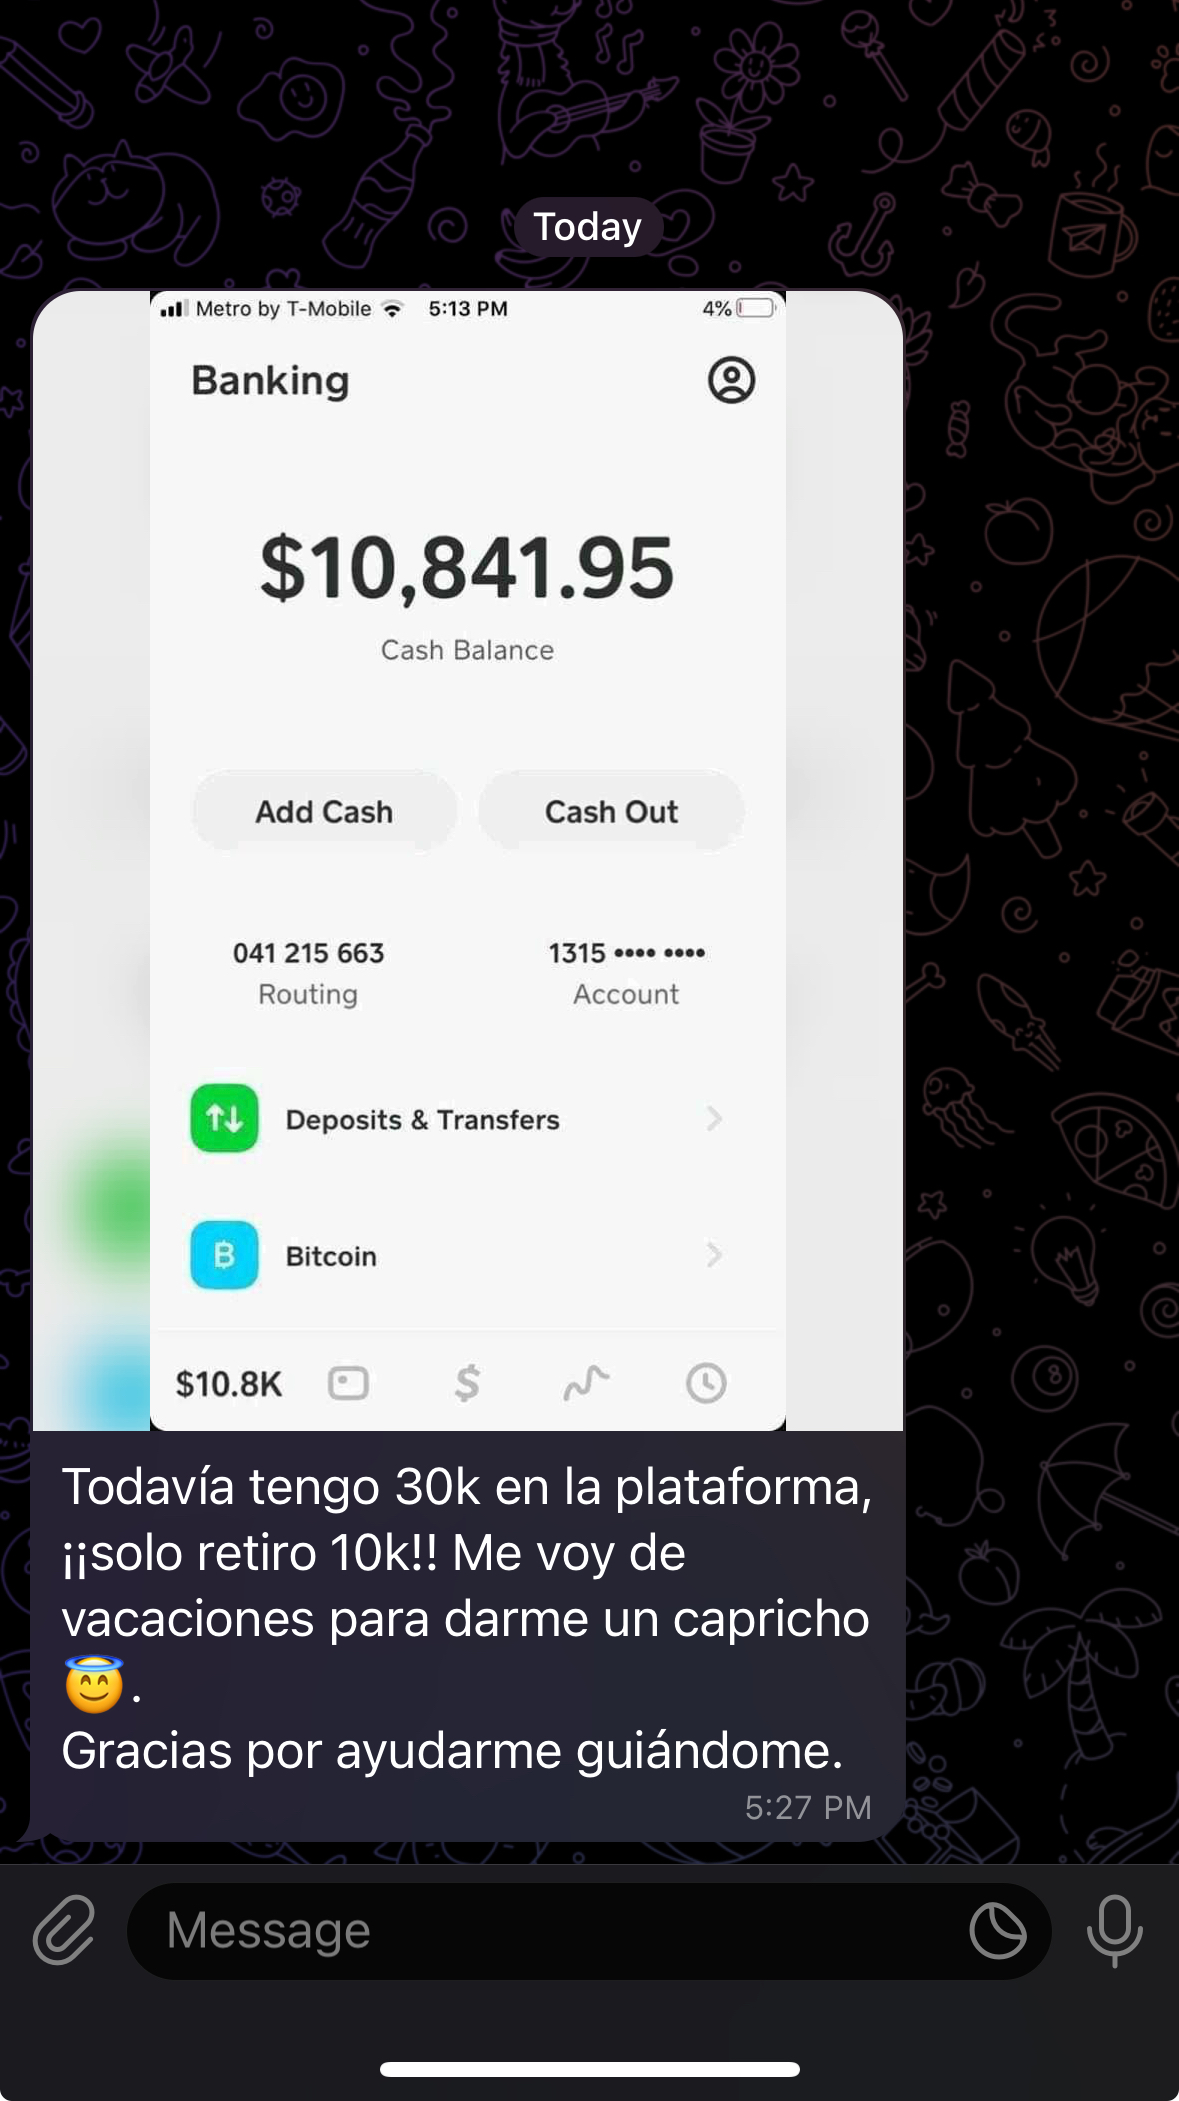 Today
Metro by T-Mobile 5:13 PM 4%
Banking
$10,841.95
Cash Balance
Add Cash Cash Out
041 215 663 1315 •••• ••••
Routing Account
Deposits & Transfers
Bitcoin
$10.8K
Todavía tengo 30k en la plataforma,
¡¡solo retiro 10k!! Me voy de
vacaciones para darme un capricho
😇.
Gracias por ayudarme guiándome.
5:27 PM
Message